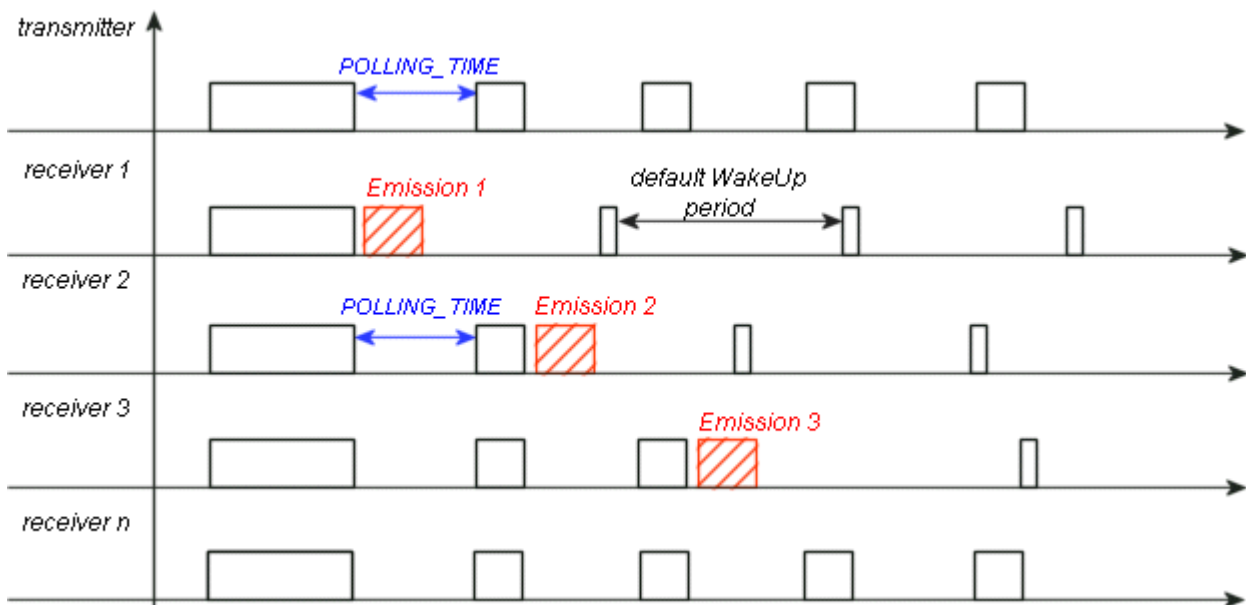 transmitter
POLLING_TIME
receiver 1
Emission 1
default WakeUp
period
receiver 2
POLLING_TIME
Emission 2
receiver 3
Emission 3
receiver n